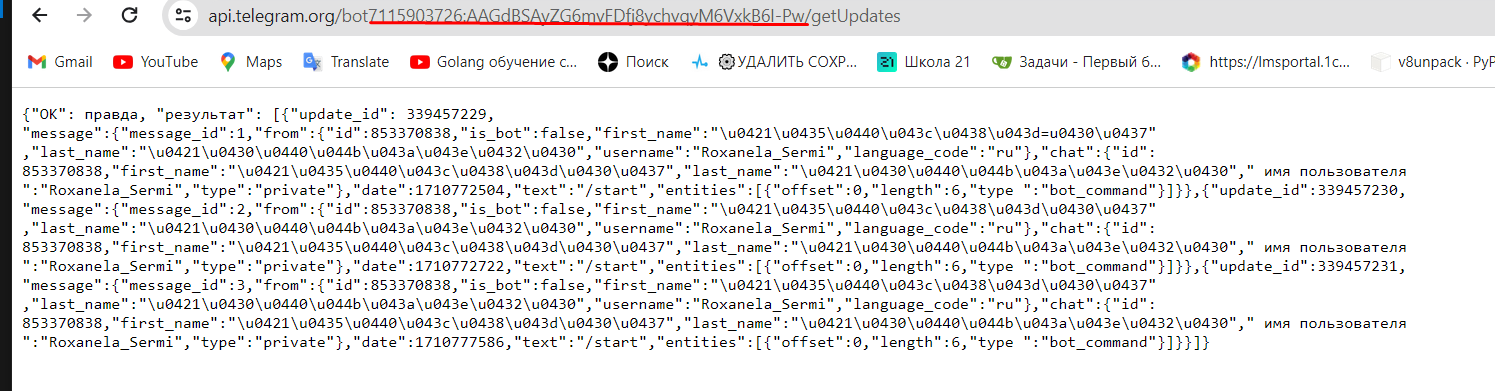 api.telegram.org/bot /getUpdates
Gmail YouTube Maps Translate Golang обучение с... Поиск УДАЛИТЬ СОХР... Школа 21 Задачи - Первый б... https://lmsportal.1c... v8unpack · PyP
{"ОК": правда, "результат": [{"update_id": 339457229,
"message":{"message_id":1,"from":{"id":853370838,"is_bot":false,"first_name":"\u0421\u0435\u0440\u043c\u0438\u043d=u0430\u0437"
,"last_name":"\u0421\u0430\u0440\u044b\u043a\u043e\u0432\u0430","username":"Roxanela_Sermi","language_code":"ru"},"chat":{"id":
853370838,"first_name":"\u0421\u0435\u0440\u043c\u0438\u043d\u0430\u0437","last_name":"\u0421\u0430\u0440\u044b\u043a\u043e\u0432\u0430"," имя пользователя
":"Roxanela_Sermi","type":"private"},"date":1710772504,"text":"/start","entities":[{"offset":0,"length":6,"type ":"bot_command"}]}},{"update_id":339457230,
"message":{"message_id":2,"from":{"id":853370838,"is_bot":false,"first_name":"\u0421\u0435\u0440\u043c\u0438\u043d\u0430\u0437"
,"last_name":"\u0421\u0430\u0440\u044b\u043a\u043e\u0432\u0430","username":"Roxanela_Sermi","language_code":"ru"},"chat":{"id":
853370838,"first_name":"\u0421\u0435\u0440\u043c\u0438\u043d\u0430\u0437","last_name":"\u0421\u0430\u0440\u044b\u043a\u043e\u0432\u0430"," имя пользователя
":"Roxanela_Sermi","type":"private"},"date":1710772722,"text":"/start","entities":[{"offset":0,"length":6,"type ":"bot_command"}]}},{"update_id":339457231,
"message":{"message_id":3,"from":{"id":853370838,"is_bot":false,"first_name":"\u0421\u0435\u0440\u043c\u0438\u043d\u0430\u0437"
,"last_name":"\u0421\u0430\u0440\u044b\u043a\u043e\u0432\u0430","username":"Roxanela_Sermi","language_code":"ru"},"chat":{"id":
853370838,"first_name":"\u0421\u0435\u0440\u043c\u0438\u043d\u0430\u0437","last_name":"\u0421\u0430\u0440\u044b\u043a\u043e\u0432\u0430"," имя пользователя
":"Roxanela_Sermi","type":"private"},"date":1710777586,"text":"/start","entities":[{"offset":0,"length":6,"type ":"bot_command"}]}}]}